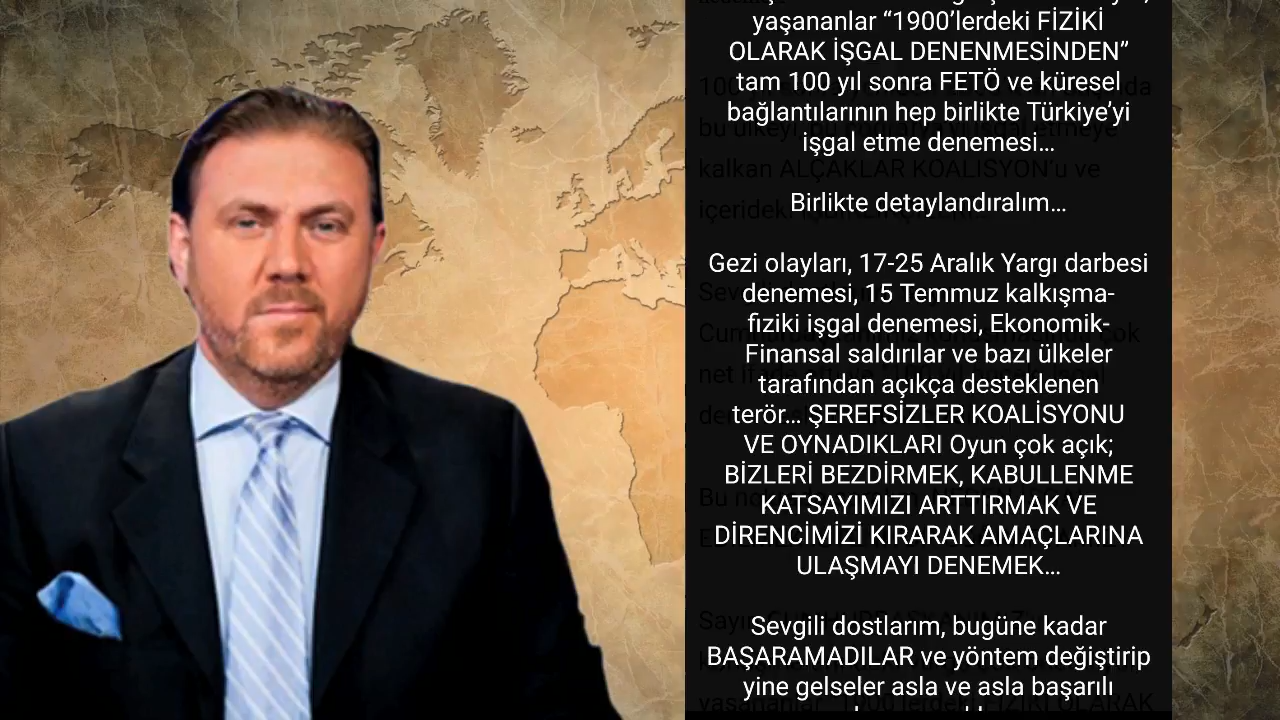 yaşananlar “1900’lerdeki FİZİKİ
OLARAK İŞGAL DENENMESİNDEN”
tam 100 yıl sonra FETÖ ve küresel
bağlantılarının hep birlikte Türkiye’yi
işgal etme denemesi…
Birlikte detaylandıralım…
Gezi olayları, 17-25 Aralık Yargı darbesi
denemesi, 15 Temmuz kalkışma-
fiziki işgal denemesi, Ekonomik-
Finansal saldırılar ve bazı ülkeler
tarafından açıkça desteklenen
terör… ŞEREFSİZLER KOALİSYONU
VE OYNADIKLARI Oyun çok açık;
BİZLERİ BEZDİRMEK, KABULLENME
KATSAYIMIZI ARTTIRMAK VE
DİRENCİMİZİ KIRARAK AMAÇLARINA
ULAŞMAYI DENEMEK…
Sevgili dostlarım, bugüne kadar
BAŞARAMADILAR ve yöntem değiştirip
yine gelseler asla ve asla başarılı